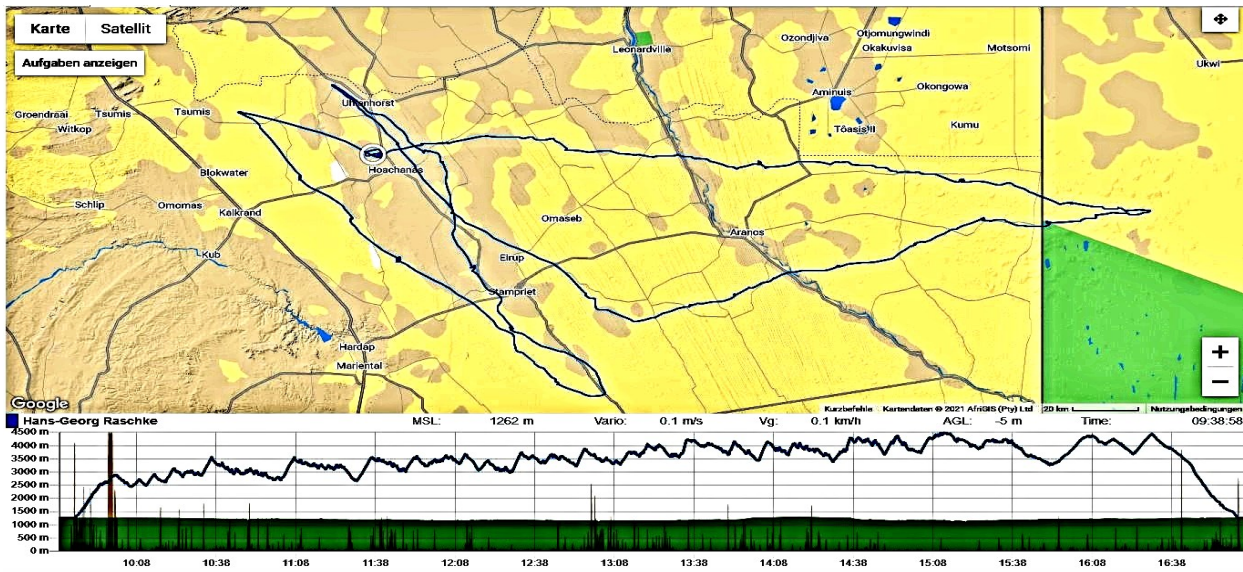 Karte Satellit
Aufgaben anzeigen
Leonardville
Ozondjiva
Otjomungwindi
Okakuvisa
Motsomi
Ukwi
Uhlenhorst
Aminuis
Okongowa
Groendraai
Tsumis
Tsumis
Witkop
Toasis II
Kumu
Hoachanas
Blokwater
Schlip
Omomas
Kalkrand
Omaseb
Aranos
Kub
Eirup
Stampriet
Hardap
Mariental
+
−
Google
Kurzbefehle Kartendaten © 2021 AfriGIS (Pty) Ltd 20 km Nutzungsbedingungen
Hans-Georg Raschke MSL: 1262 m Vario: 0.1 m/s Vg: 0.1 km/h AGL: -5 m Time: 09:38:58
4500 m
4000 m
3500 m
3000 m
2500 m
2000 m
1500 m
1000 m
500 m
0 m
10:08 10:38 11:08 11:38 12:08 12:38 13:08 13:38 14:08 14:38 15:08 15:38 16:08 16:38